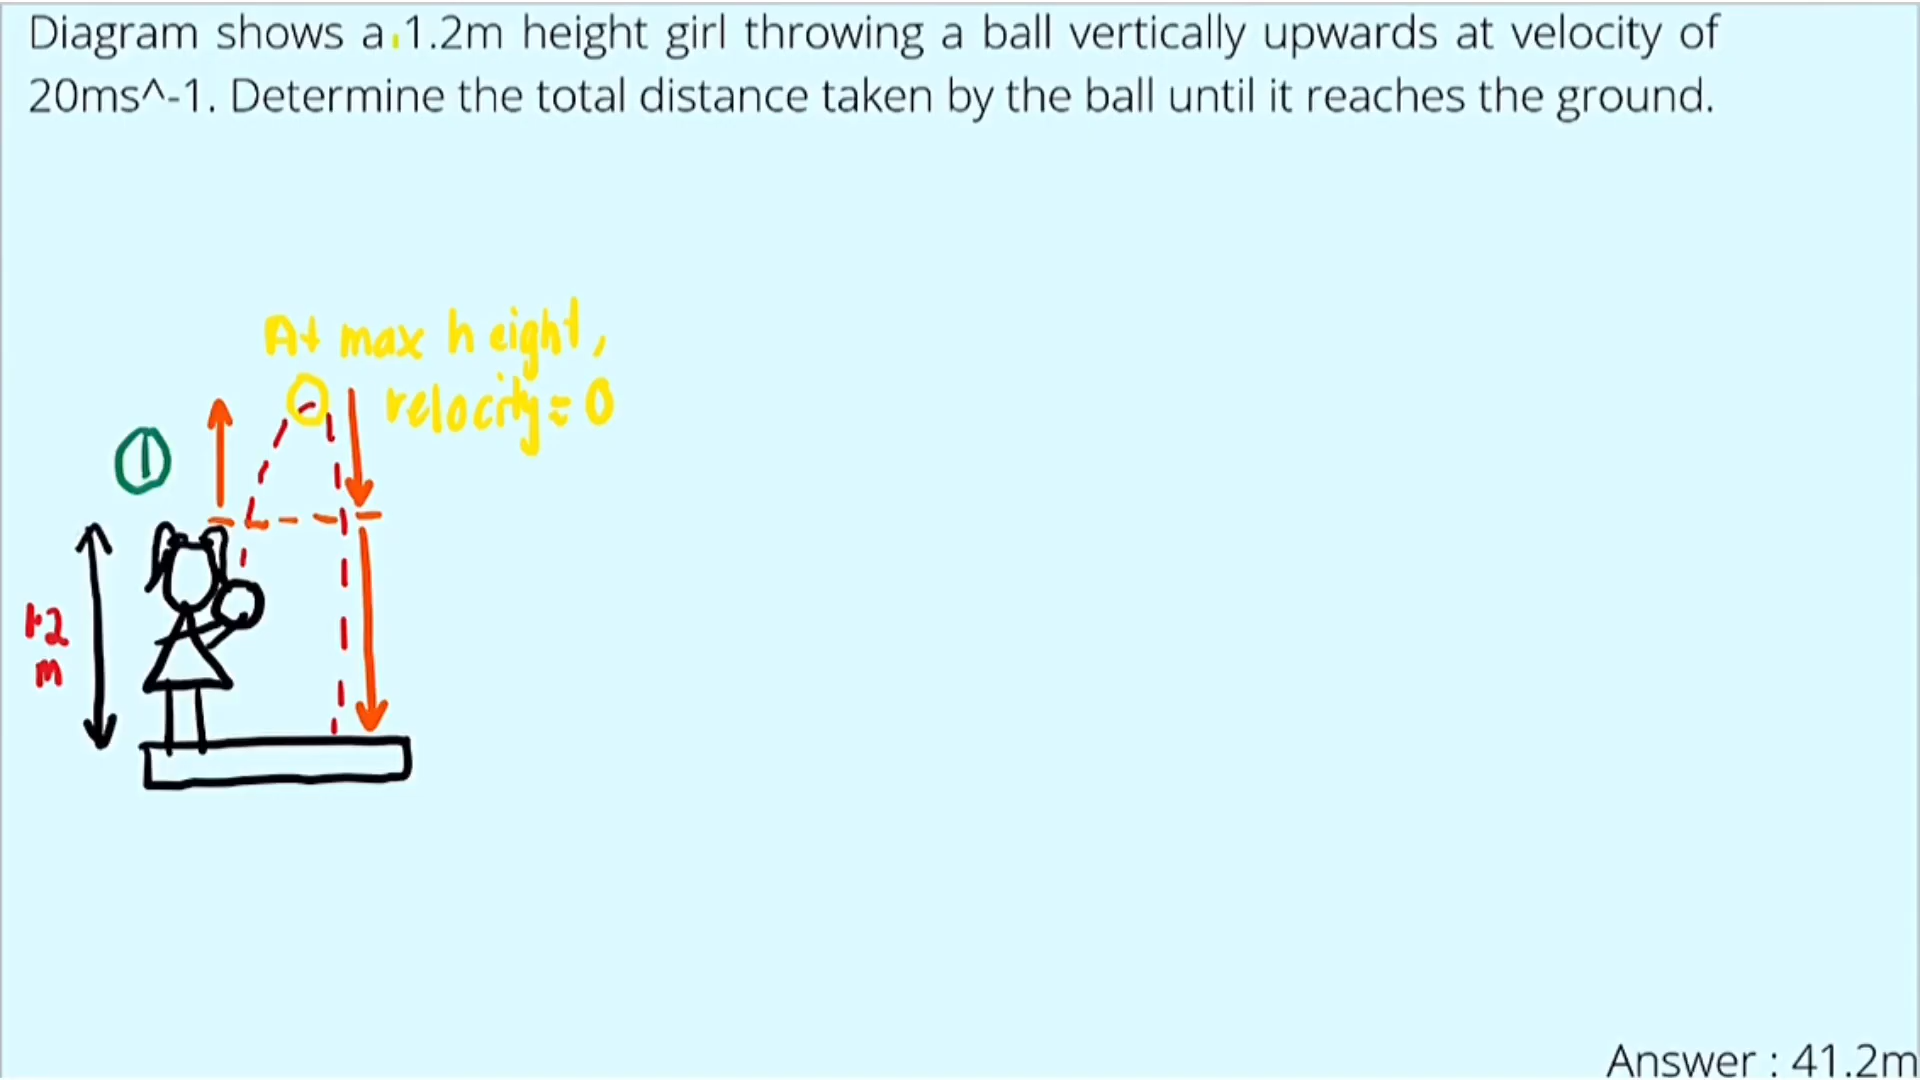 Diagram shows a 1.2m height girl throwing a ball vertically upwards at velocity of
20ms^-1. Determine the total distance taken by the ball until it reaches the ground.
At max height,
velocity = 0
1
1.2
m
Answer : 41.2m